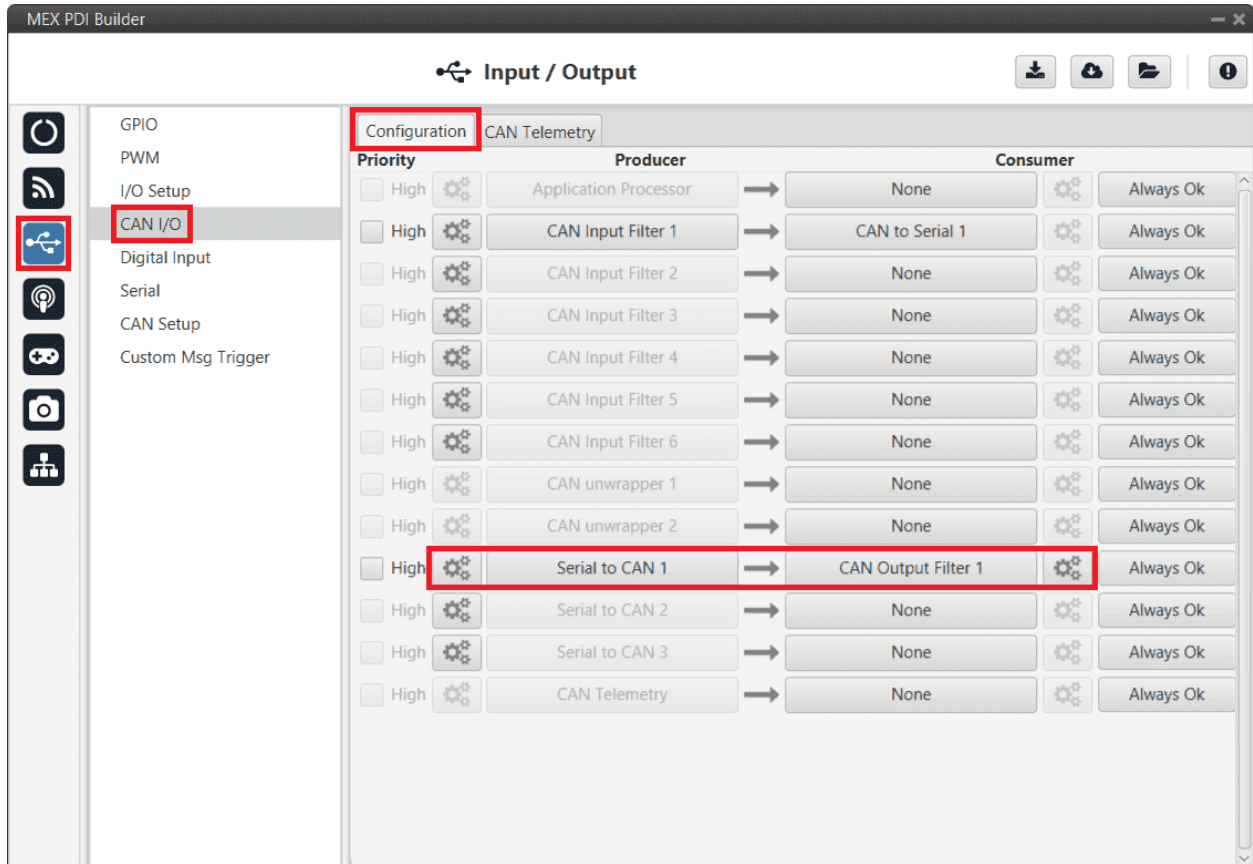 MEX PDI Builder
Input / Output
GPIO
PWM
I/O Setup
CAN I/O
Digital Input
Serial
CAN Setup
Custom Msg Trigger
Configuration CAN Telemetry
Priority Producer Consumer
High Application Processor None Always Ok
High CAN Input Filter 1 CAN to Serial 1 Always Ok
High CAN Input Filter 2 None Always Ok
High CAN Input Filter 3 None Always Ok
High CAN Input Filter 4 None Always Ok
High CAN Input Filter 5 None Always Ok
High CAN Input Filter 6 None Always Ok
High CAN unwrapper 1 None Always Ok
High CAN unwrapper 2 None Always Ok
High Serial to CAN 1 CAN Output Filter 1 Always Ok
High Serial to CAN 2 None Always Ok
High Serial to CAN 3 None Always Ok
High CAN Telemetry None Always Ok